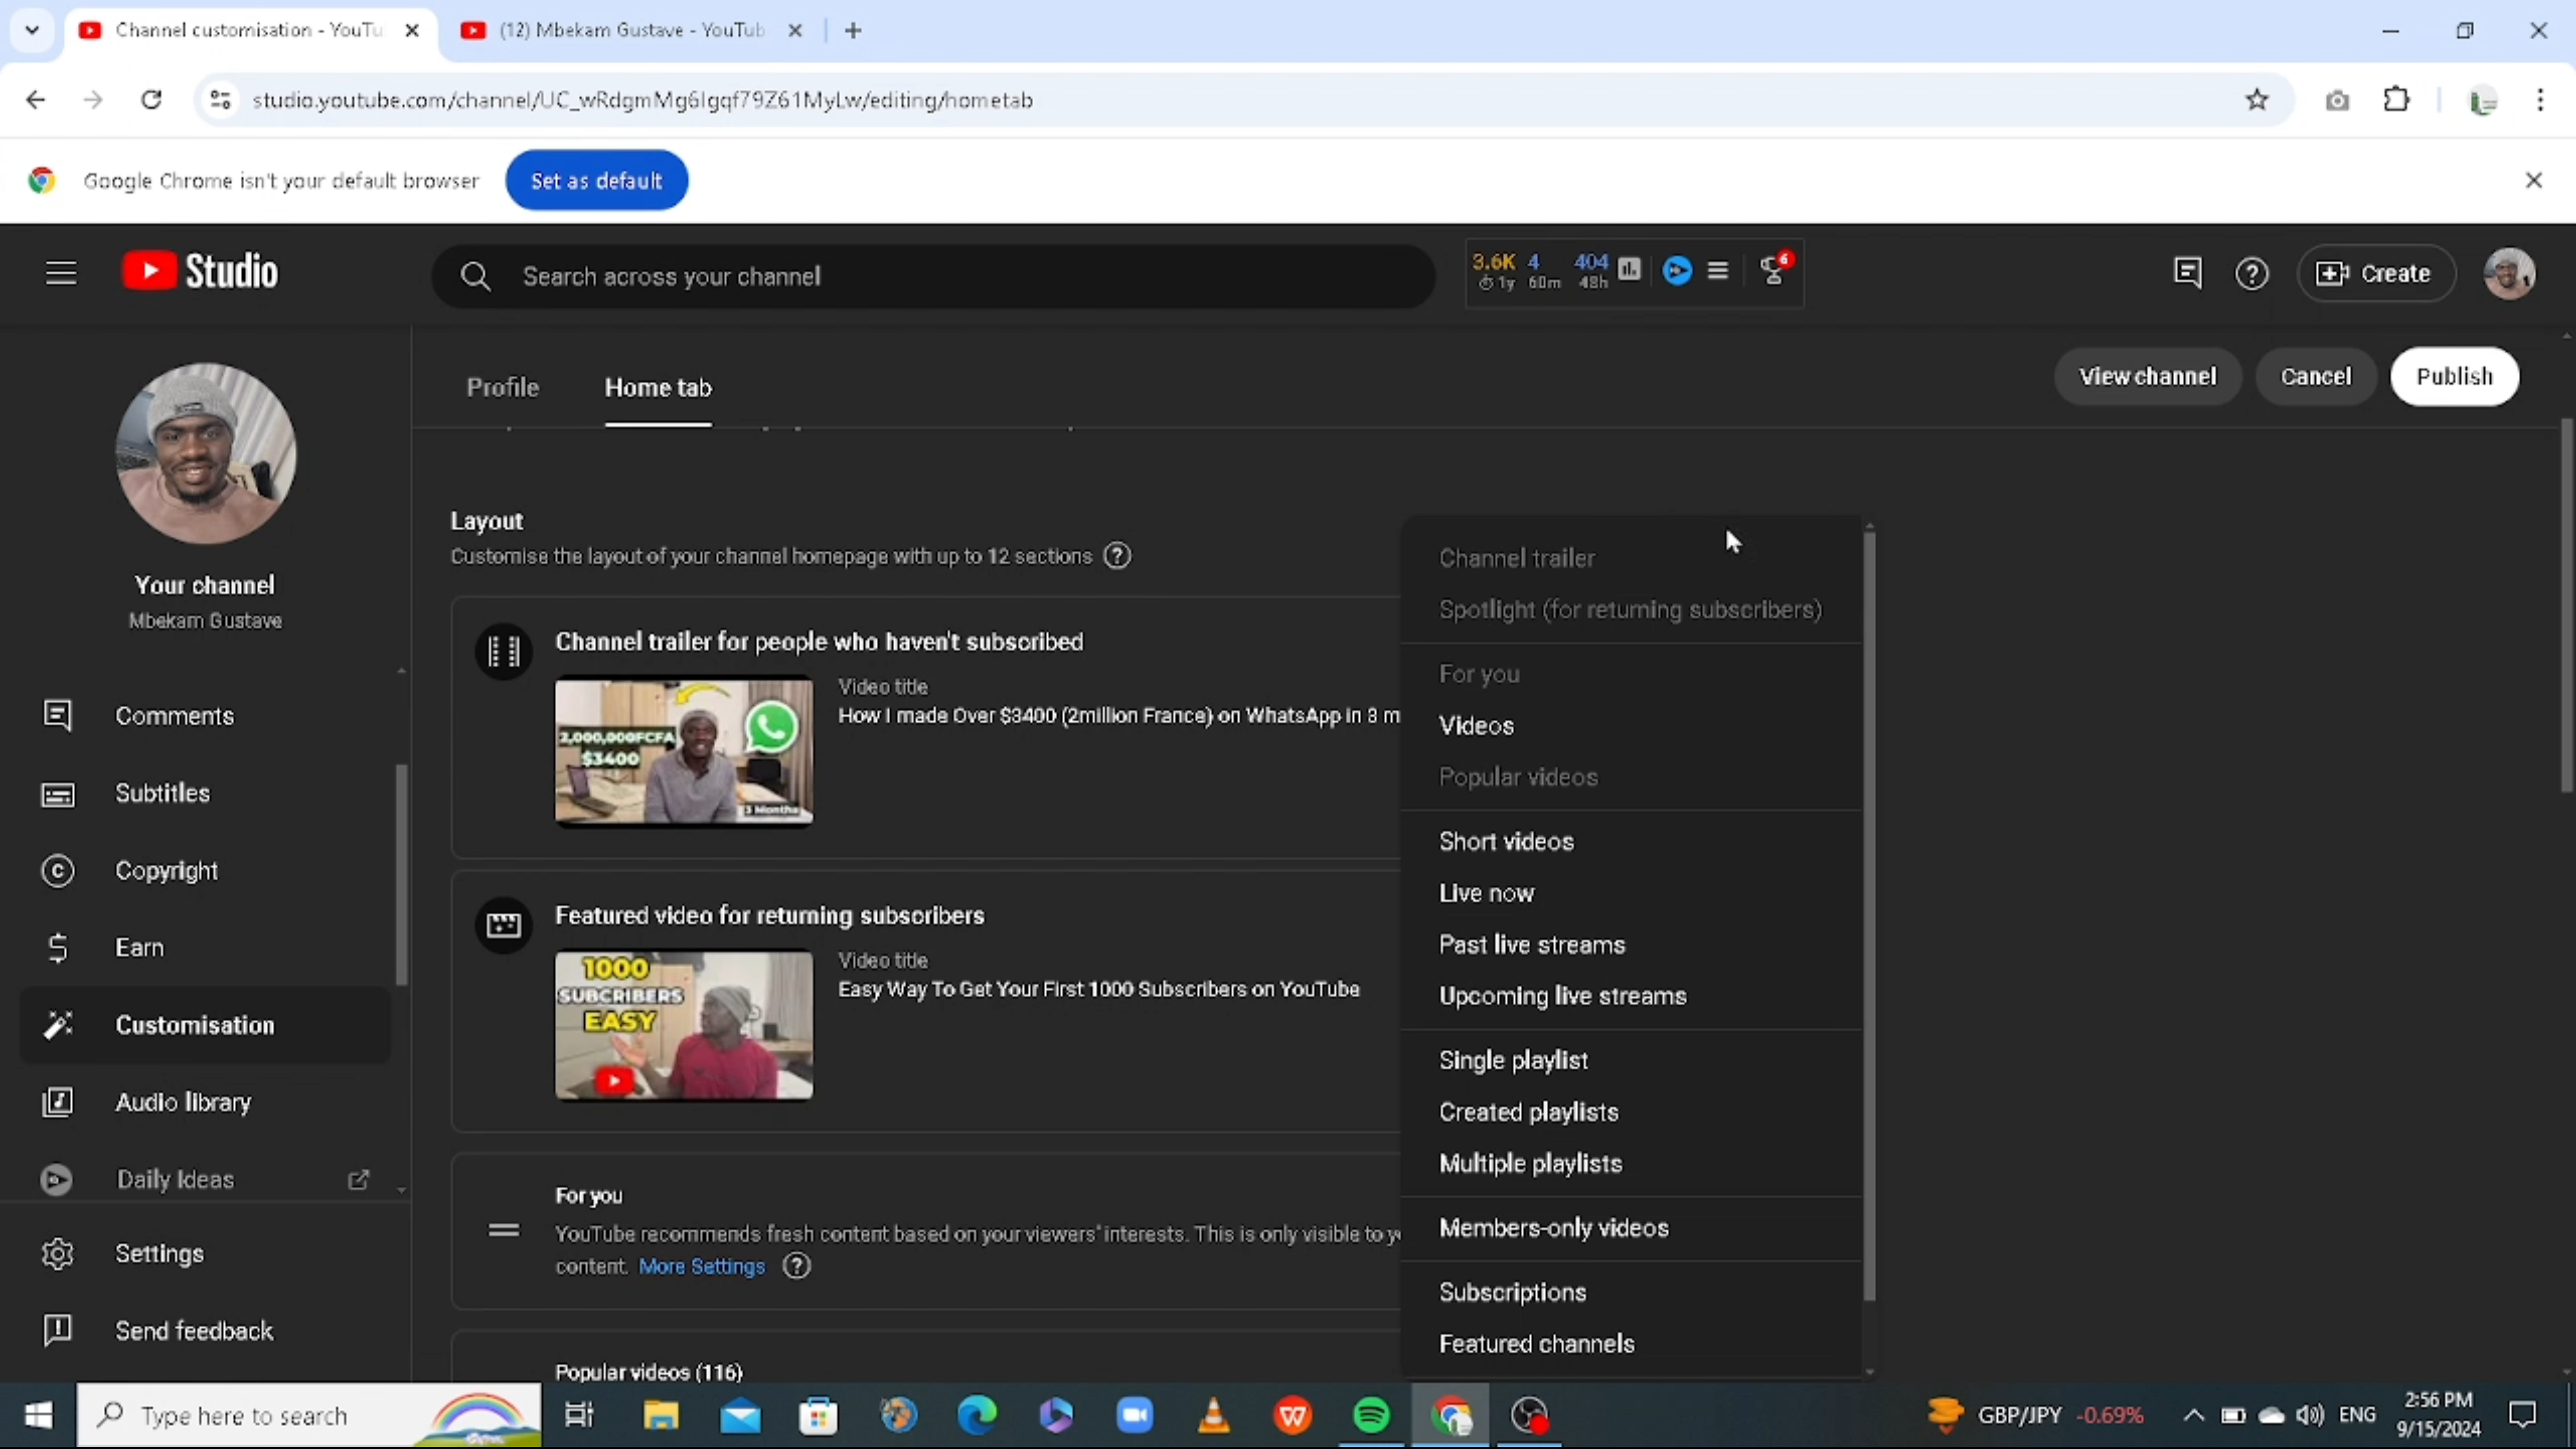 Channel customisation - YouTu
(12) Mbekam Gustave - YouTub
studio.youtube.com/channel/UC_wRdgmMg6Igqf79Z61MyLw/editing/hometab
Google Chrome isn't your default browser
Set as default
Studio
Search across your channel
3.6K 4 404
1y 60m 48h
6
Create
Your channel
Mbekam Gustave
Comments
Subtitles
Copyright
Earn
Customisation
Audio library
Daily Ideas
Settings
Send feedback
Profile
Home tab
View channel
Cancel
Publish
Layout
Customise the layout of your channel homepage with up to 12 sections
Channel trailer for people who haven't subscribed
2,000,000FCFA
$3400
3 Months
Video title
How I made Over $3400 (2million France) on WhatsApp in 3 m
Featured video for returning subscribers
1000
SUBCRIBERS
EASY
Video title
Easy Way To Get Your First 1000 Subscribers on YouTube
For you
YouTube recommends fresh content based on your viewers' interests. This is only visible to y
content. More Settings
Popular videos (116)
Channel trailer
Spotlight (for returning subscribers)
For you
Videos
Popular videos
Short videos
Live now
Past live streams
Upcoming live streams
Single playlist
Created playlists
Multiple playlists
Members-only videos
Subscriptions
Featured channels
Type here to search
GBP/JPY -0.69%
ENG
2:56 PM
9/15/2024